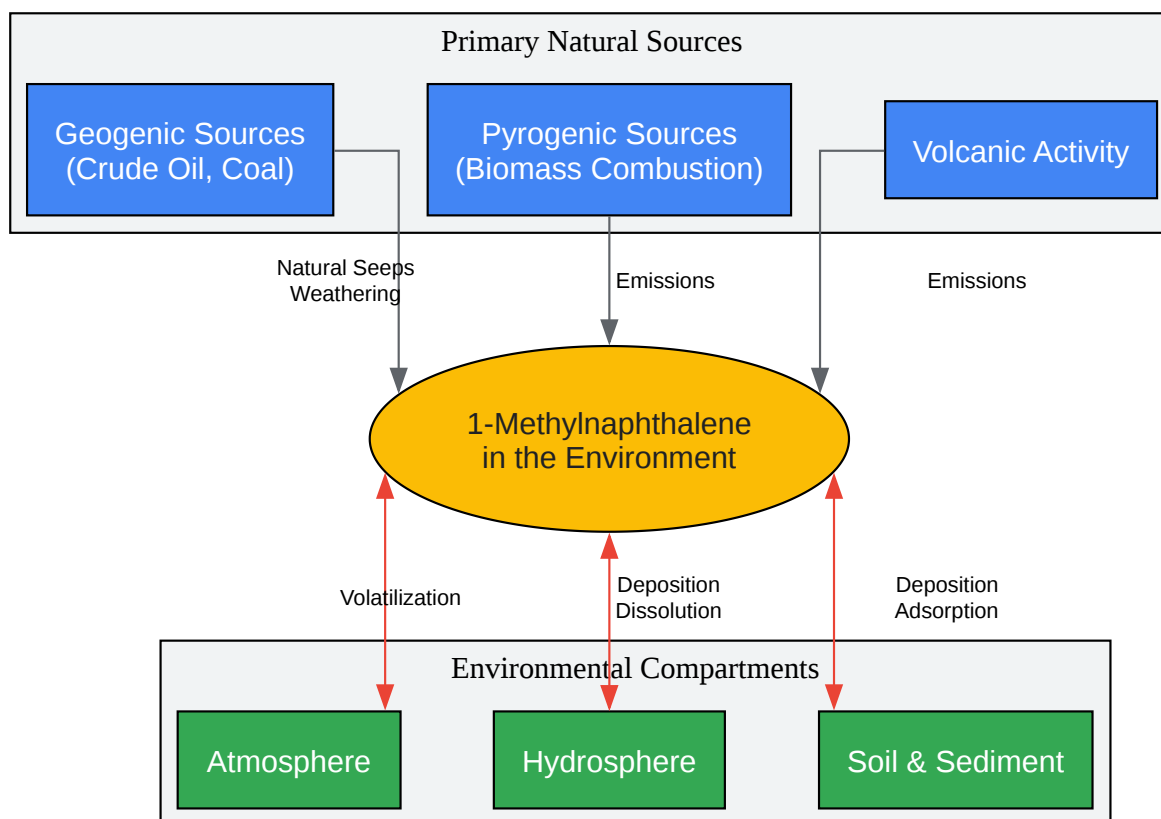 Primary Natural Sources
Geogenic Sources
(Crude Oil, Coal)
Pyrogenic Sources
(Biomass Combustion)
Volcanic Activity
Natural Seeps
Weathering
Emissions
Emissions
1-Methylnaphthalene
in the Environment
Volatilization
Deposition
Dissolution
Deposition
Adsorption
Environmental Compartments
Atmosphere
Hydrosphere
Soil & Sediment